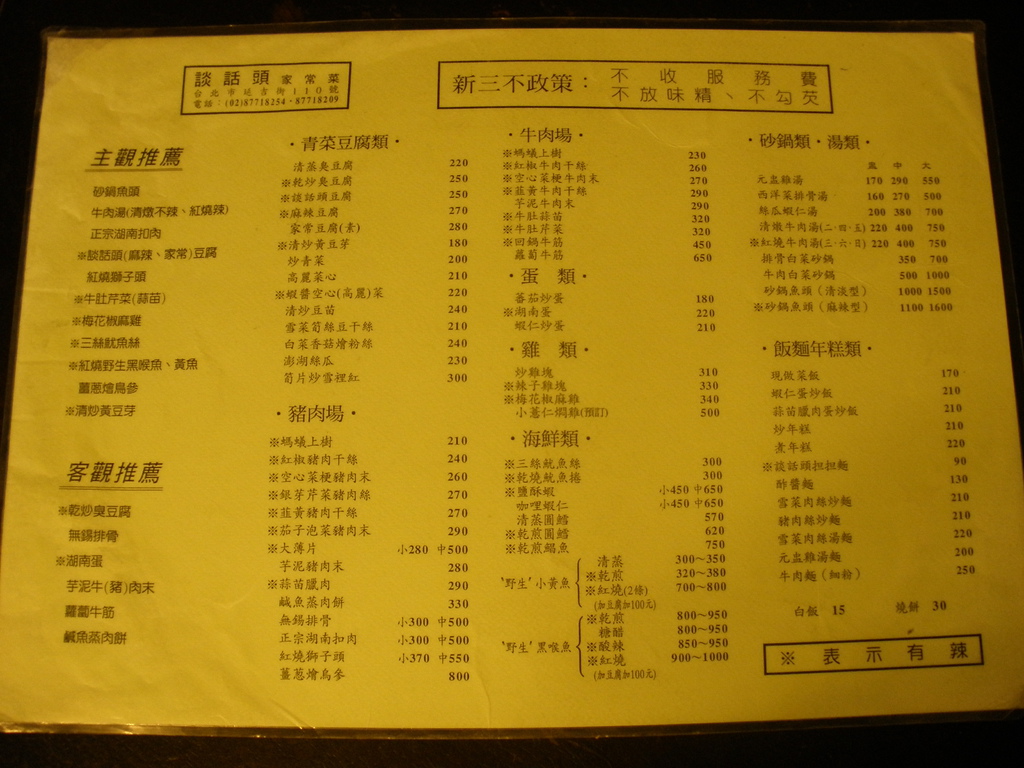 談話頭 家常菜
台北市延吉街110號
電話：(02)87718254・87718209
新三不政策：
不收服務費
不放味精、不勾芡
主觀推薦
砂鍋魚頭
牛肉湯(清燉不辣、紅燒辣)
正宗湖南扣肉
※談話頭(麻辣、家常)豆腐
紅燒獅子頭
※牛肚芹菜(蒜苗)
※梅花椒麻雞
※三絲魷魚絲
※紅燒野生黑喉魚、黃魚
薑蔥燴烏參
※清炒黃豆芽
客觀推薦
※乾炒臭豆腐
無錫排骨
※湖南蛋
芋泥牛(豬)肉末
蘿蔔牛筋
鹹魚蒸肉餅
・青菜豆腐類・
清蒸臭豆腐 220
※乾炒臭豆腐 250
※談話頭豆腐 250
※麻辣豆腐 270
家常豆腐(素) 280
※清炒黃豆芽 180
炒青菜 200
高麗菜心 210
※蝦醬空心(高麗)菜 220
清炒豆苗 240
雪菜筍絲豆干絲 210
白菜香菇燴粉絲 240
澎湖絲瓜 230
筍片炒雪裡紅 300
・豬肉場・
※螞蟻上樹 210
※紅椒豬肉干絲 240
※空心菜梗豬肉末 260
※銀芽芹菜豬肉絲 270
※韮黃豬肉干絲 270
※茄子泡菜豬肉末 290
※大薄片 小280 中500
芋泥豬肉末 280
※蒜苗臘肉 290
鹹魚蒸肉餅 330
無錫排骨 小300 中500
正宗湖南扣肉 小300 中500
紅燒獅子頭 小370 中550
薑蔥燴烏參 800
・牛肉場・
※螞蟻上樹 230
※紅椒牛肉干絲 260
※空心菜梗牛肉末 270
※韮黃牛肉干絲 290
芋泥牛肉末 290
※牛肚蒜苗 320
※牛肚芹菜 320
※回鍋牛筋 450
蘿蔔牛筋 650
・蛋類・
蕃茄炒蛋 180
※湖南蛋 220
蝦仁炒蛋 210
・雞類・
炒雞塊 310
※辣子雞塊 330
※梅花椒麻雞 340
小薏仁燜雞(預訂) 500
・海鮮類・
※三絲魷魚絲 300
※乾燒魷魚捲 300
※鹽酥蝦 小450 中650
咖哩蝦仁 小450 中650
清蒸圓鱈 570
※乾煎圓鱈 620
※乾煎鯧魚 750
'野生'小黃魚
清蒸 300～350
※乾煎 320～380
※紅燒(2條) 700～800
(加豆腐加100元)
'野生'黑喉魚
※乾煎 800～950
糖醋 800～950
※酸辣 850～950
※紅燒 900～1000
(加豆腐加100元)
・砂鍋類・湯類・
盅 中 大
元盅雞湯 170 290 550
西洋菜排骨湯 160 270 500
絲瓜蝦仁湯 200 380 700
清燉牛肉湯(二.四.五) 220 400 750
※紅燒牛肉湯(三.六.日) 220 400 750
排骨白菜砂鍋 350 700
牛肉白菜砂鍋 500 1000
砂鍋魚頭（清淡型） 1000 1500
※砂鍋魚頭（麻辣型） 1100 1600
・飯麵年糕類・
現做菜飯 170
蝦仁蛋炒飯 210
蒜苗臘肉蛋炒飯 210
炒年糕 210
煮年糕 220
※談話頭担担麵 90
酢醬麵 130
雪菜肉絲炒麵 210
豬肉絲炒麵 210
雪菜肉絲湯麵 220
元盅雞湯麵 200
牛肉麵（細粉） 250
白飯 15 燒餅 30
※表示有辣